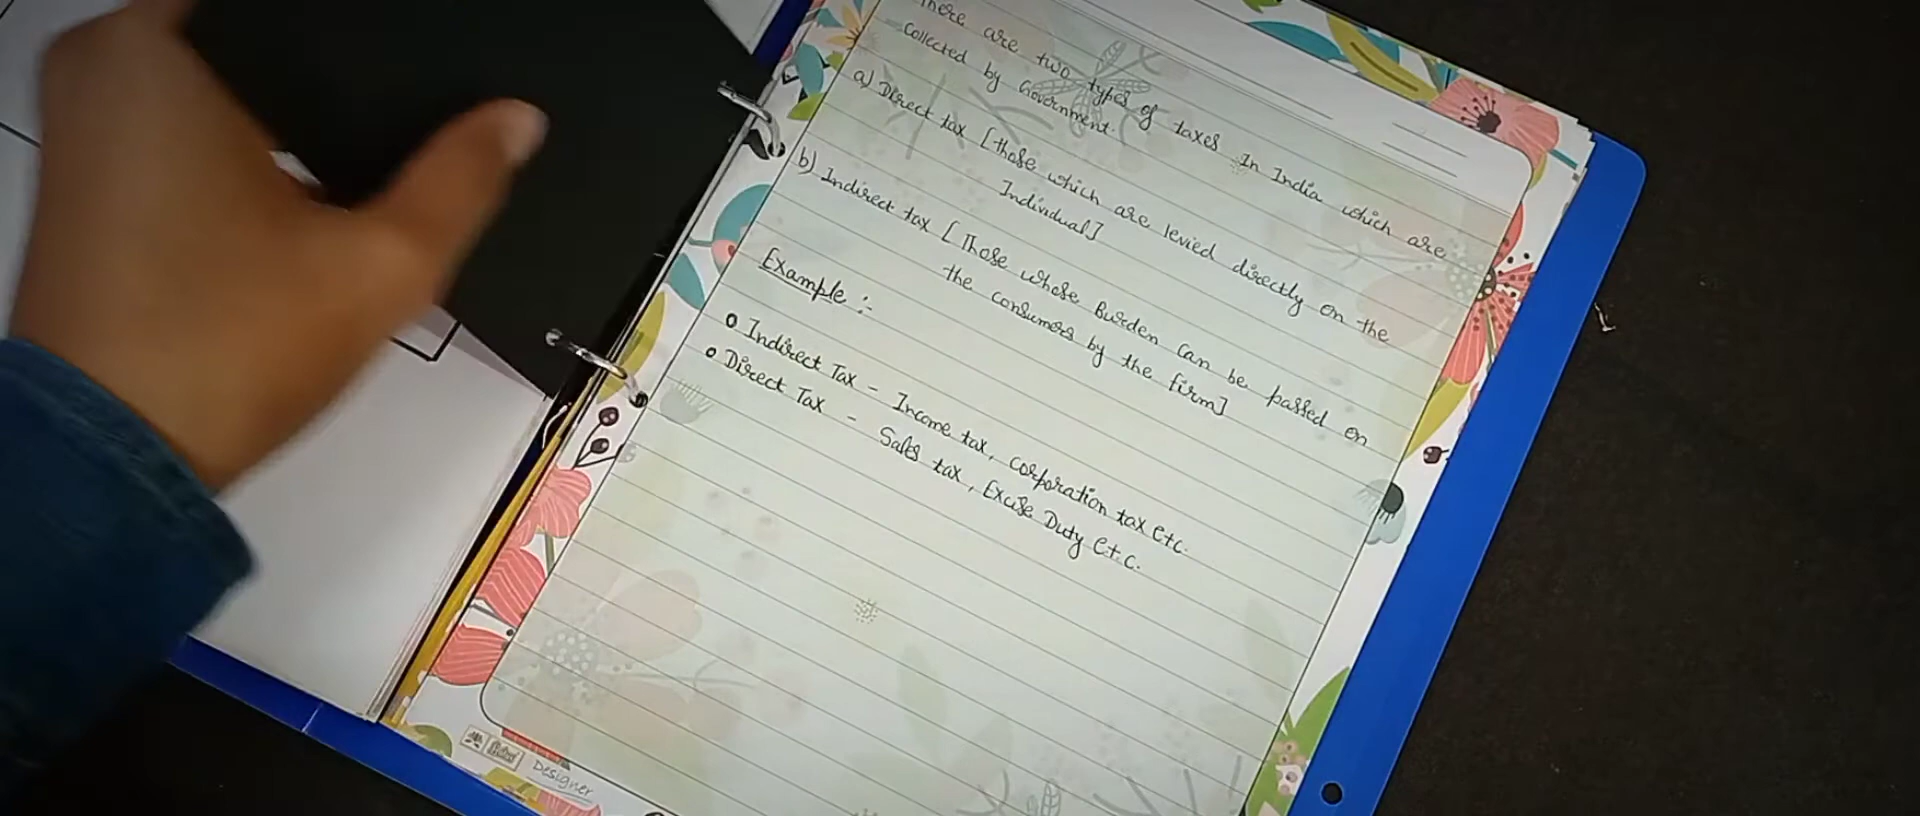 There are two types of taxes In India which are
Collected by Government.
a) Direct tax [those which are levied directly on the
Individual]
b) Indirect tax [Those whose Burden can be passed on
the consumers by the firm]
Example :-
o Indirect Tax - Income tax, corporation tax etc.
o Direct Tax - Sales tax, Excise Duty etc.
Designer